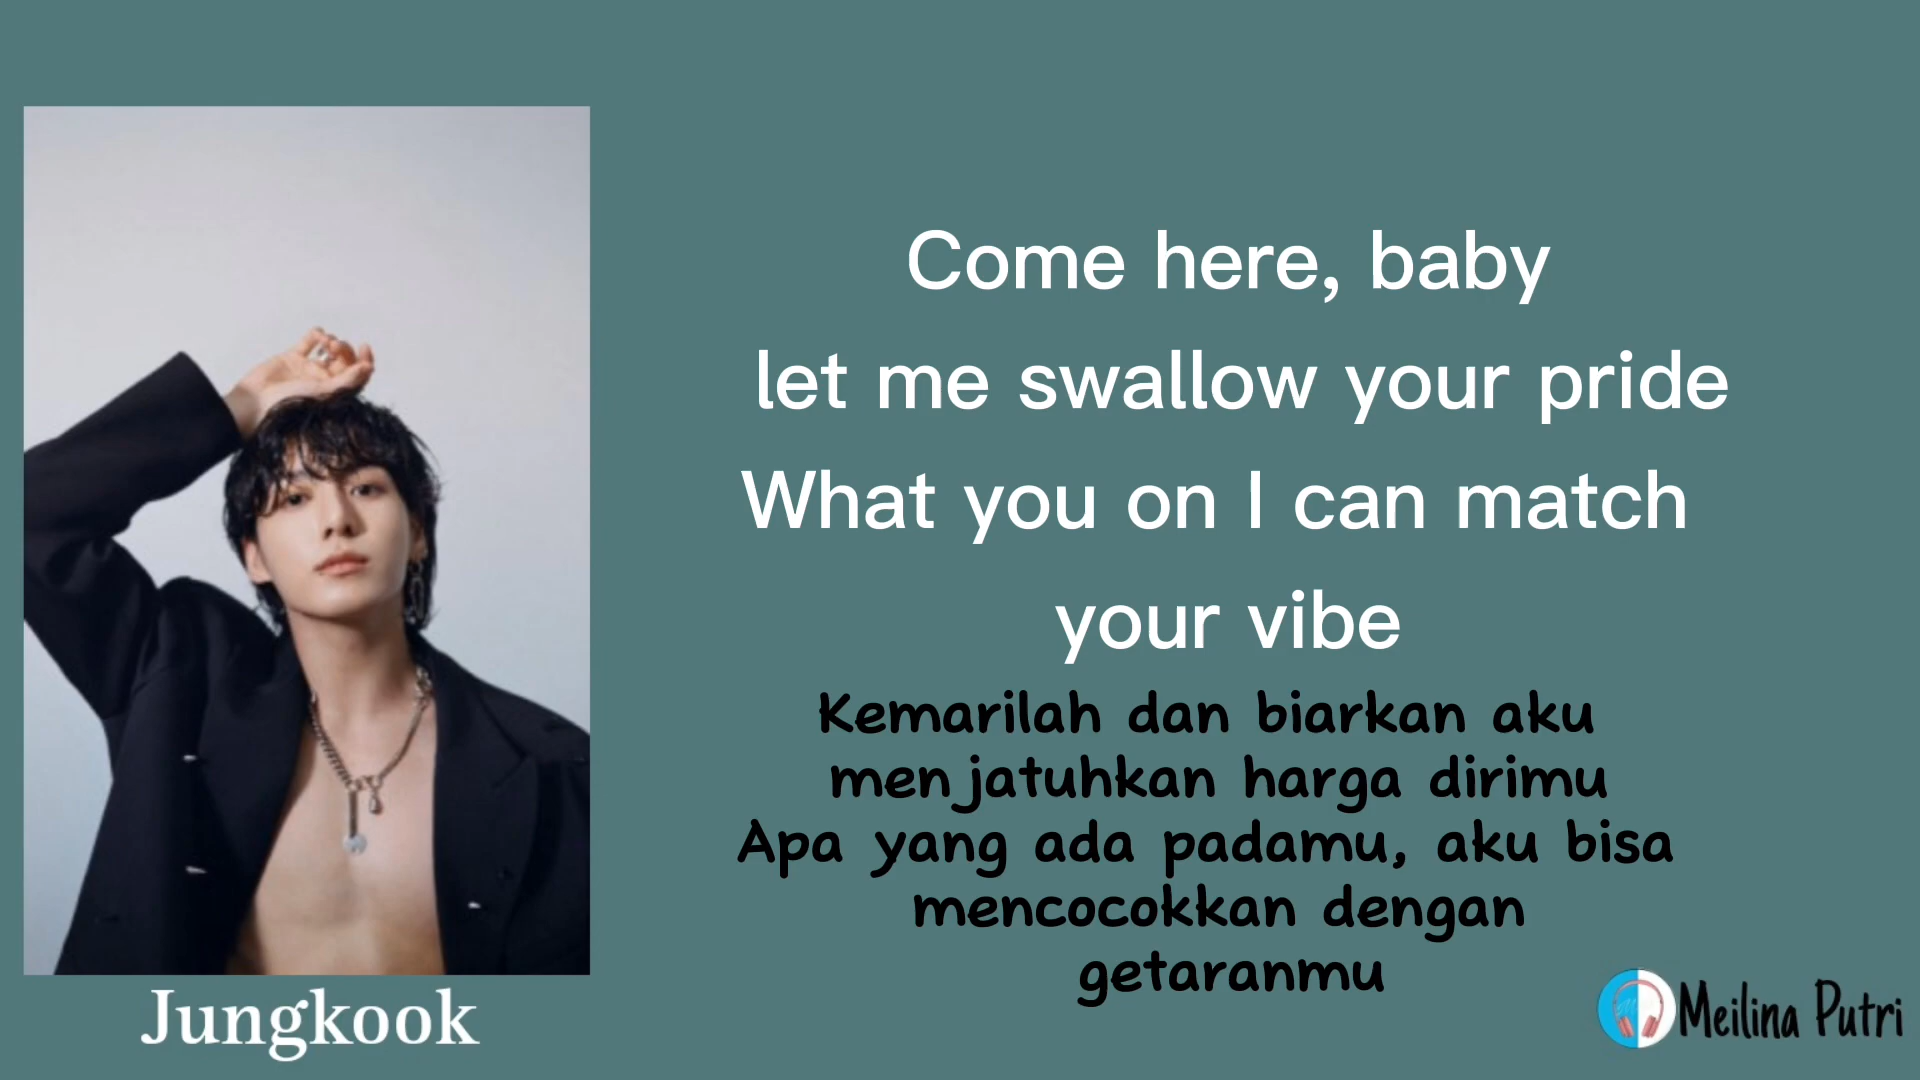 Come here, baby
let me swallow your pride
What you on I can match
your vibe
Kemarilah dan biarkan aku
menjatuhkan harga dirimu
Apa yang ada padamu, aku bisa
mencocokkan dengan
getaranmu
Jungkook
Meilina Putri